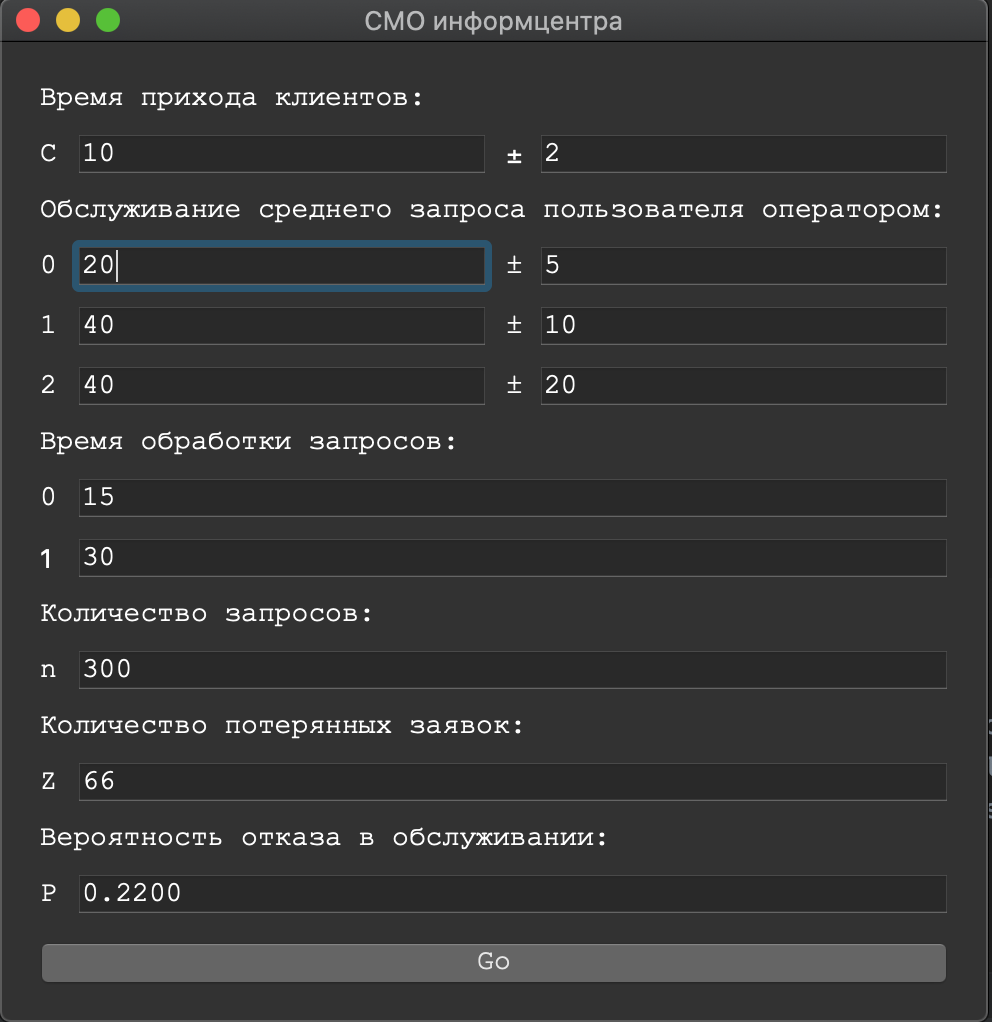 СМО информцентра
Время прихода клиентов:
C 10 ± 2
Обслуживание среднего запроса пользователя оператором:
0 20 ± 5
1 40 ± 10
2 40 ± 20
Время обработки запросов:
0 15
1 30
Количество запросов:
n 300
Количество потерянных заявок:
Z 66
Вероятность отказа в обслуживании:
P 0.2200
Go